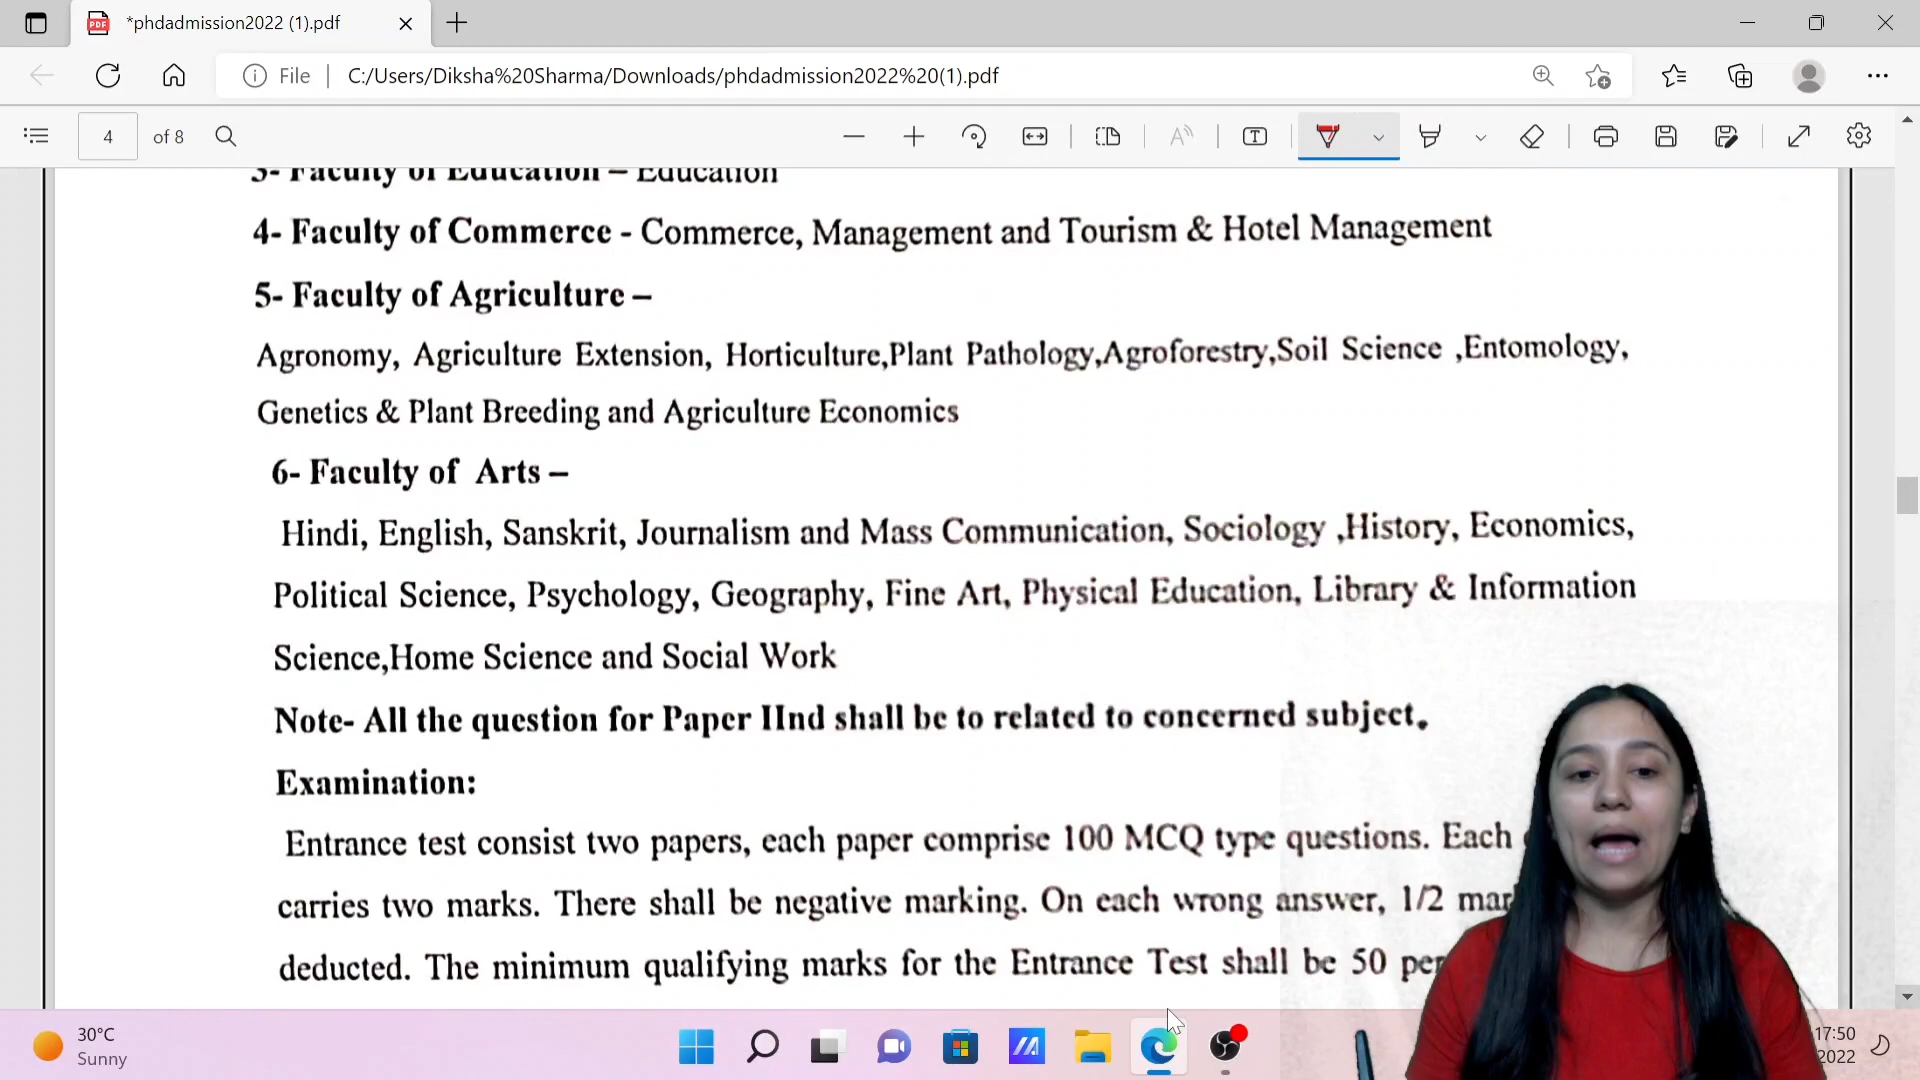 *phdadmission2022 (1).pdf
File
C:/Users/Diksha%20Sharma/Downloads/phdadmission2022%20(1).pdf
4 of 8
3- Faculty of Education – Education
4- Faculty of Commerce - Commerce, Management and Tourism & Hotel Management
5- Faculty of Agriculture –
Agronomy, Agriculture Extension, Horticulture,Plant Pathology,Agroforestry,Soil Science ,Entomology,
Genetics & Plant Breeding and Agriculture Economics
6- Faculty of Arts –
Hindi, English, Sanskrit, Journalism and Mass Communication, Sociology ,History, Economics,
Political Science, Psychology, Geography, Fine Art, Physical Education, Library & Information
Science,Home Science and Social Work
Note- All the question for Paper IInd shall be to related to concerned subject.
Examination:
Entrance test consist two papers, each paper comprise 100 MCQ type questions. Each
carries two marks. There shall be negative marking. On each wrong answer, 1/2
deducted. The minimum qualifying marks for the Entrance Test shall be 50
30°C
Sunny
17:50
2022